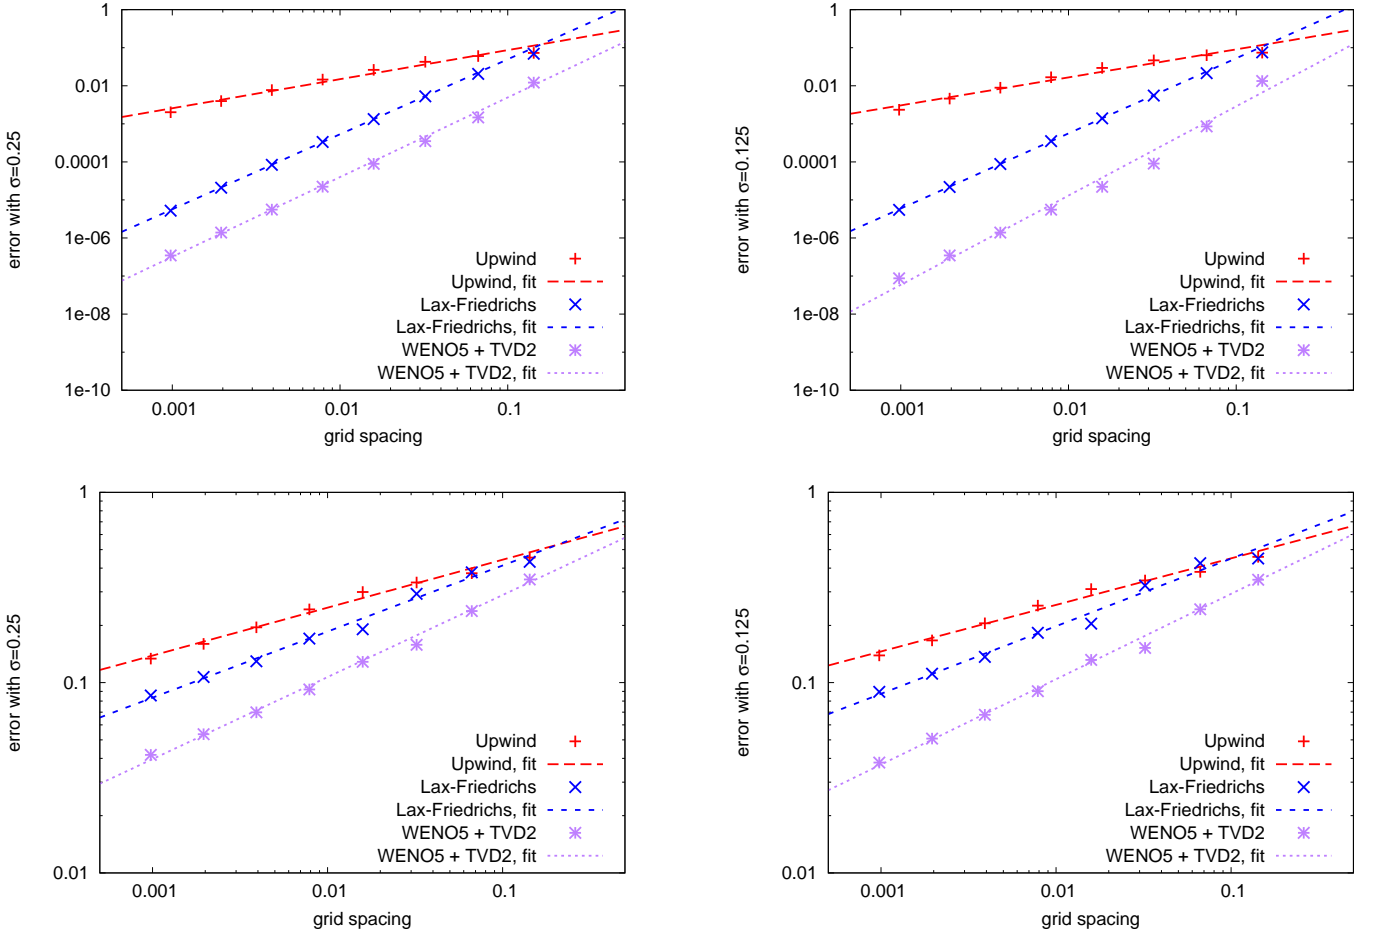 1
0.01
0.0001
1e-06
1e-08
1e-10
0.001
0.01
0.1
error with σ=0.25
grid spacing
Upwind
Upwind, fit
Lax-Friedrichs
Lax-Friedrichs, fit
WENO5 + TVD2
WENO5 + TVD2, fit
1
0.01
0.0001
1e-06
1e-08
1e-10
0.001
0.01
0.1
error with σ=0.125
grid spacing
Upwind
Upwind, fit
Lax-Friedrichs
Lax-Friedrichs, fit
WENO5 + TVD2
WENO5 + TVD2, fit
1
0.1
0.01
0.001
0.01
0.1
error with σ=0.25
grid spacing
Upwind
Upwind, fit
Lax-Friedrichs
Lax-Friedrichs, fit
WENO5 + TVD2
WENO5 + TVD2, fit
1
0.1
0.01
0.001
0.01
0.1
error with σ=0.125
grid spacing
Upwind
Upwind, fit
Lax-Friedrichs
Lax-Friedrichs, fit
WENO5 + TVD2
WENO5 + TVD2, fit